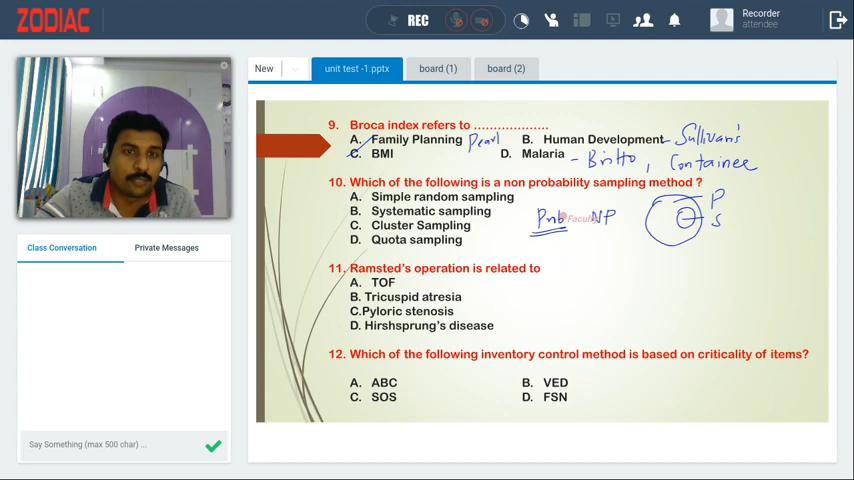 ZODIAC
REC
Recorder
attendee
New
unit test -1.pptx
board (1)
board (2)
9. Broca index refers to ...................
A. Family Planning Pearl B. Human Development - Sullivan's
C. BMI D. Malaria - Britto, Container
10. Which of the following is a non probability sampling method ?
A. Simple random sampling
B. Systematic sampling
C. Cluster Sampling
D. Quota sampling
Prob Faculty NP
P
S
11. Ramsted's operation is related to
A. TOF
B. Tricuspid atresia
C.Pyloric stenosis
D. Hirshsprung's disease
12. Which of the following inventory control method is based on criticality of items?
A. ABC B. VED
C. SOS D. FSN
Class Conversation
Private Messages
Say Something (max 500 char) ...